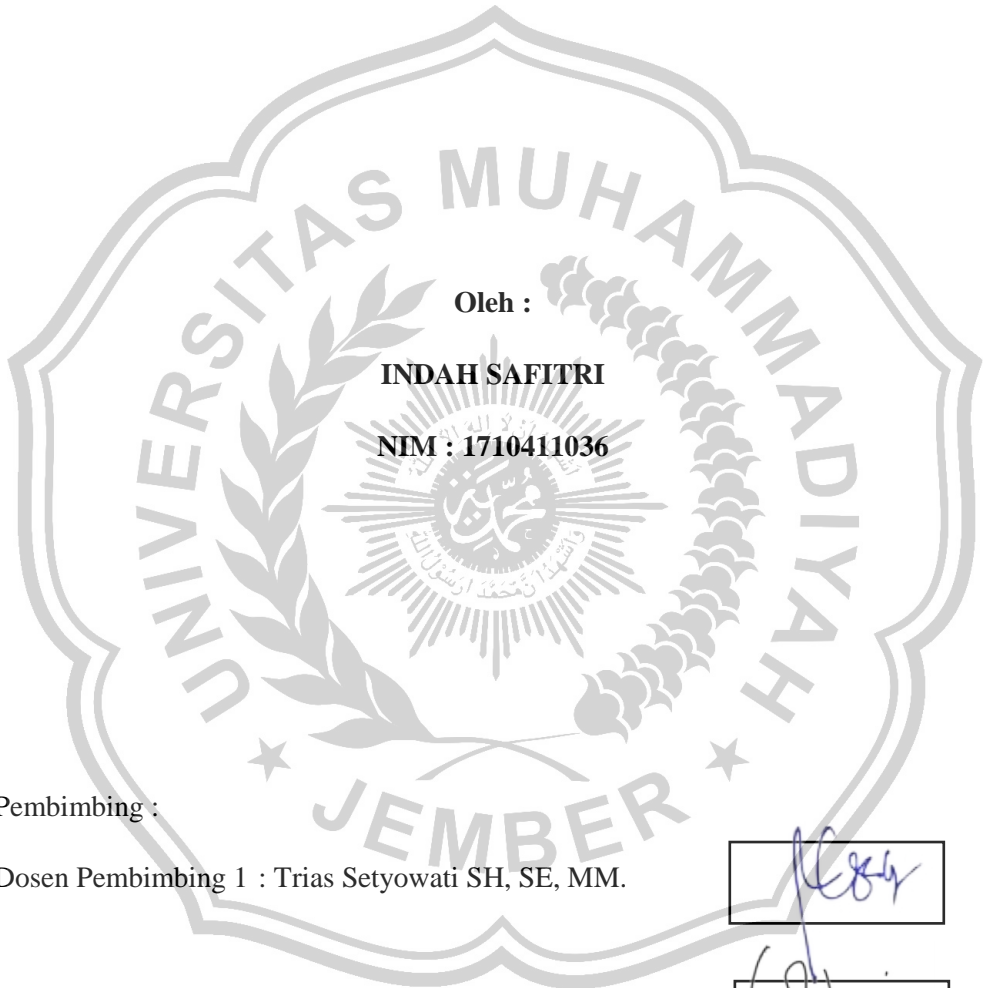 UNIVERSITAS MUHAMMADIYAH
Oleh :
INDAH SAFITRI
NIM : 1710411036
JEMBER
Pembimbing :
Dosen Pembimbing 1 : Trias Setyowati SH, SE, MM.